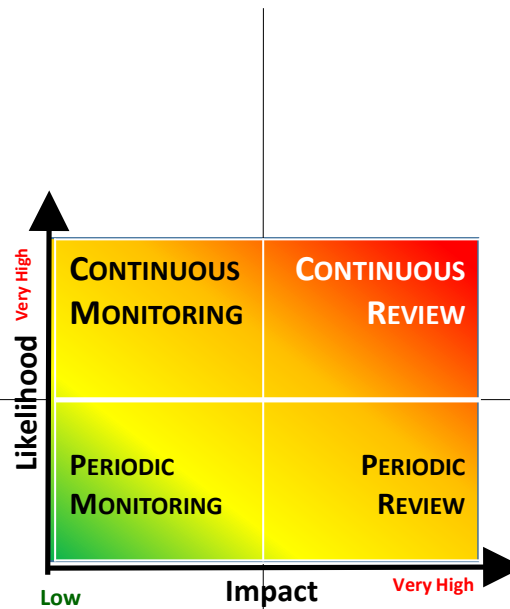 Very High
Likelihood
CONTINUOUS
MONITORING
CONTINUOUS
REVIEW
PERIODIC
MONITORING
PERIODIC
REVIEW
Low
Impact
Very High